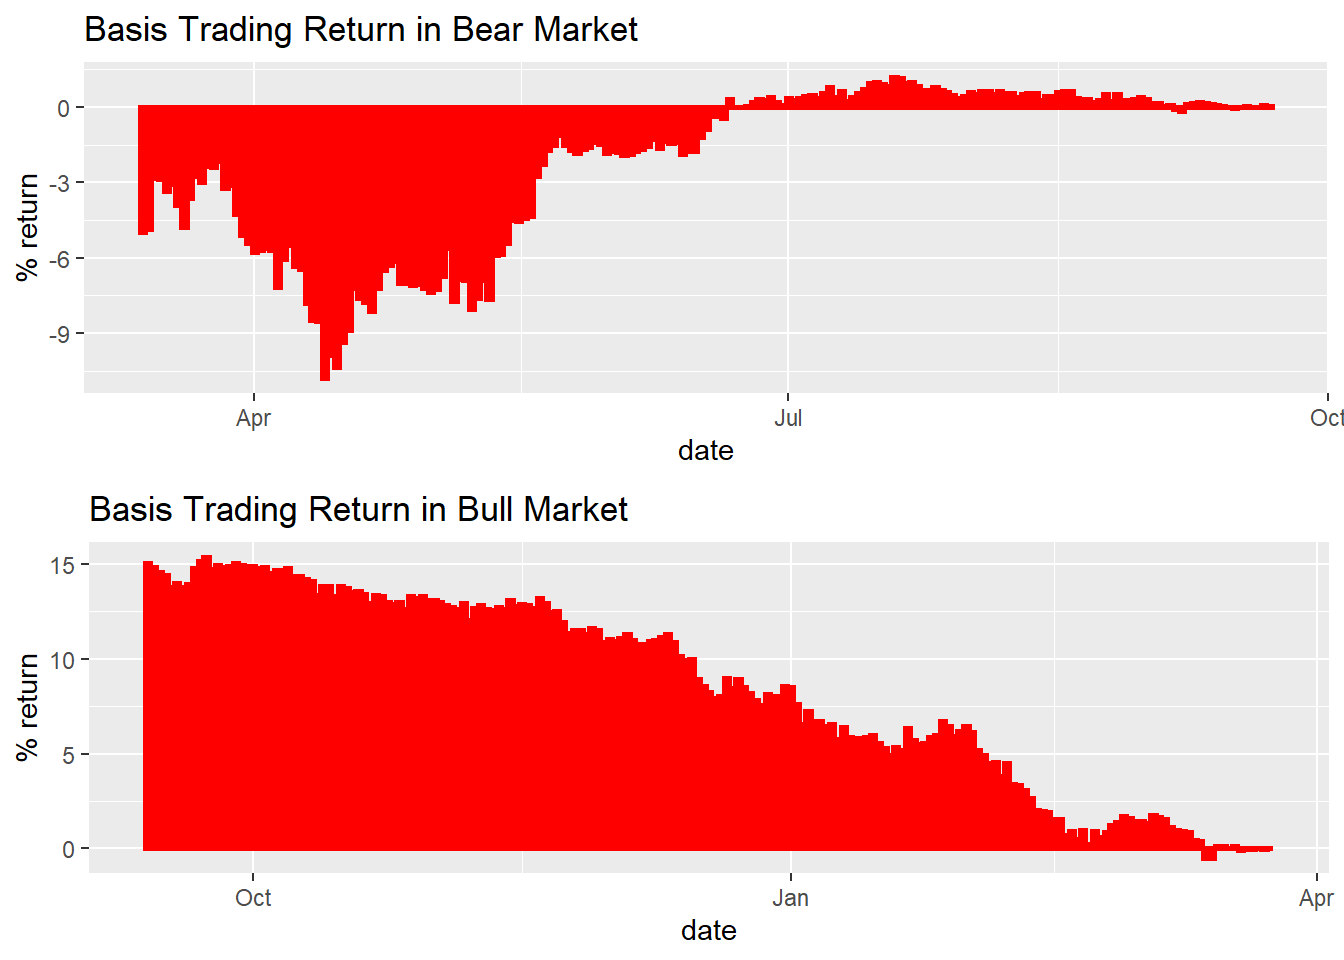 Basis Trading Return in Bear Market
0
-3
-6
-9
% return
Apr
Jul
Oct
date
Basis Trading Return in Bull Market
15
10
5
0
% return
Oct
Jan
Apr
date